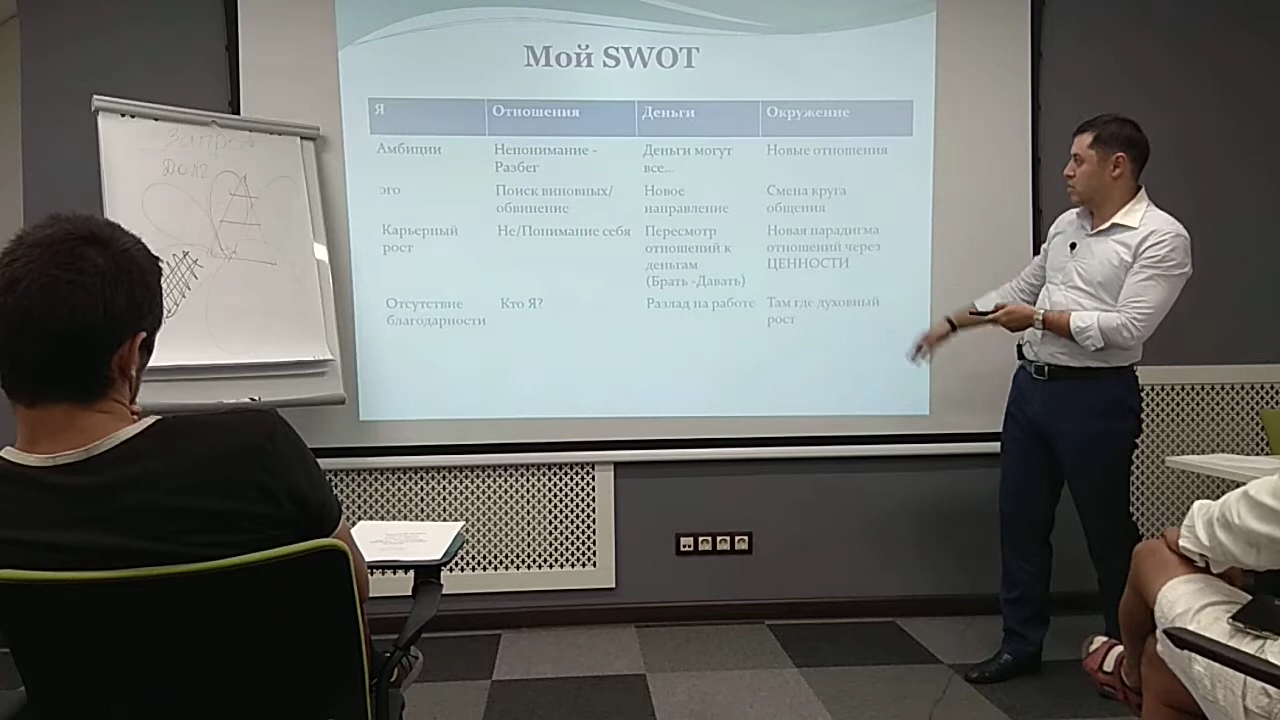 Мой SWOT
Я Отношения Деньги Окружение
Амбиции
Непонимание -
Разбег
Деньги могут
все...
Новые отношения
эго
Поиск виновных/
обвинение
Новое
направление
Смена круга
общения
Карьерный
рост
Не/Понимание себя
Пересмотр
отношений к
деньгам
(Брать -Давать)
Новая парадигма
отношений через
ЦЕННОСТИ
Отсутствие
благодарности
Кто Я?
Разлад на работе
Там где духовный
рост
Долг